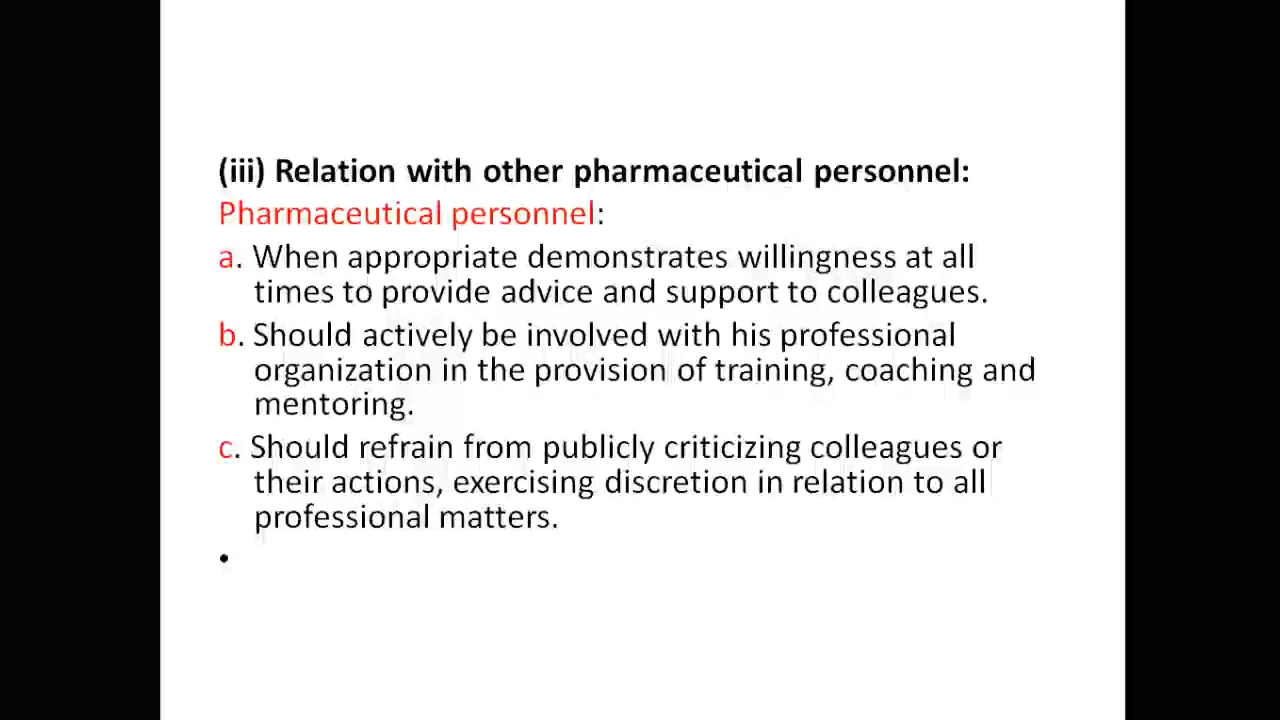 (iii) Relation with other pharmaceutical personnel:
Pharmaceutical personnel:
a. When appropriate demonstrates willingness at all
times to provide advice and support to colleagues.
b. Should actively be involved with his professional
organization in the provision of training, coaching and
mentoring.
c. Should refrain from publicly criticizing colleagues or
their actions, exercising discretion in relation to all
professional matters.
•